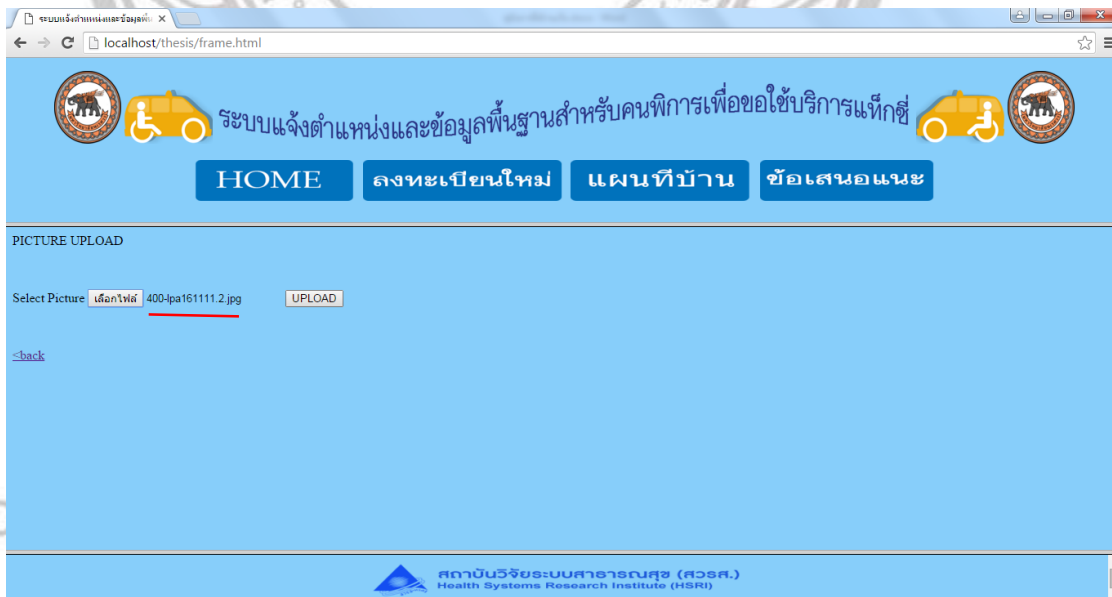 ระบบแจ้งตำแหน่งและข้อมูลพื้น
localhost/thesis/frame.html
ระบบแจ้งตำแหน่งและข้อมูลพื้นฐานสำหรับคนพิการเพื่อขอใช้บริการแท็กซี่
HOME ลงทะเบียนใหม่ แผนที่บ้าน ข้อเสนอแนะ
PICTURE UPLOAD
Select Picture เลือกไฟล์ 400-lpa161111.2.jpg UPLOAD
<back
สถาบันวิจัยระบบสาธารณสุข (สวรส.)
Health Systems Research Institute (HSRI)